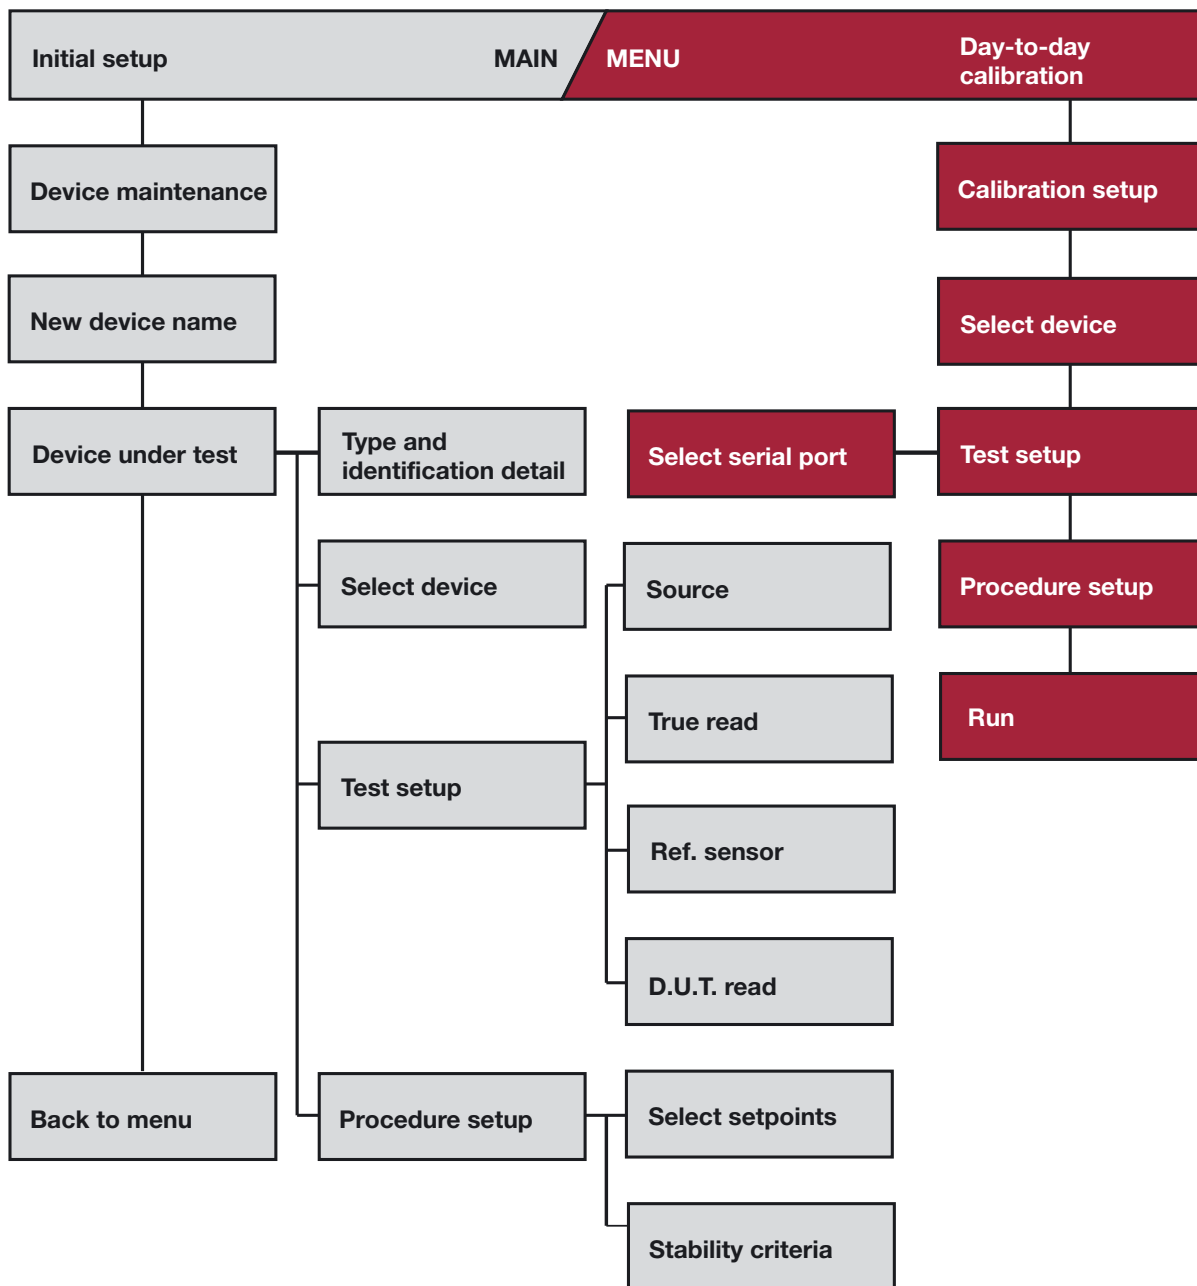 Initial setup
MAIN MENU
Day-to-day
calibration
Device maintenance
Calibration setup
New device name
Select device
Device under test
Type and
identification detail
Select serial port
Test setup
Select device
Source
Procedure setup
True read
Run
Test setup
Ref. sensor
D.U.T. read
Back to menu
Procedure setup
Select setpoints
Stability criteria